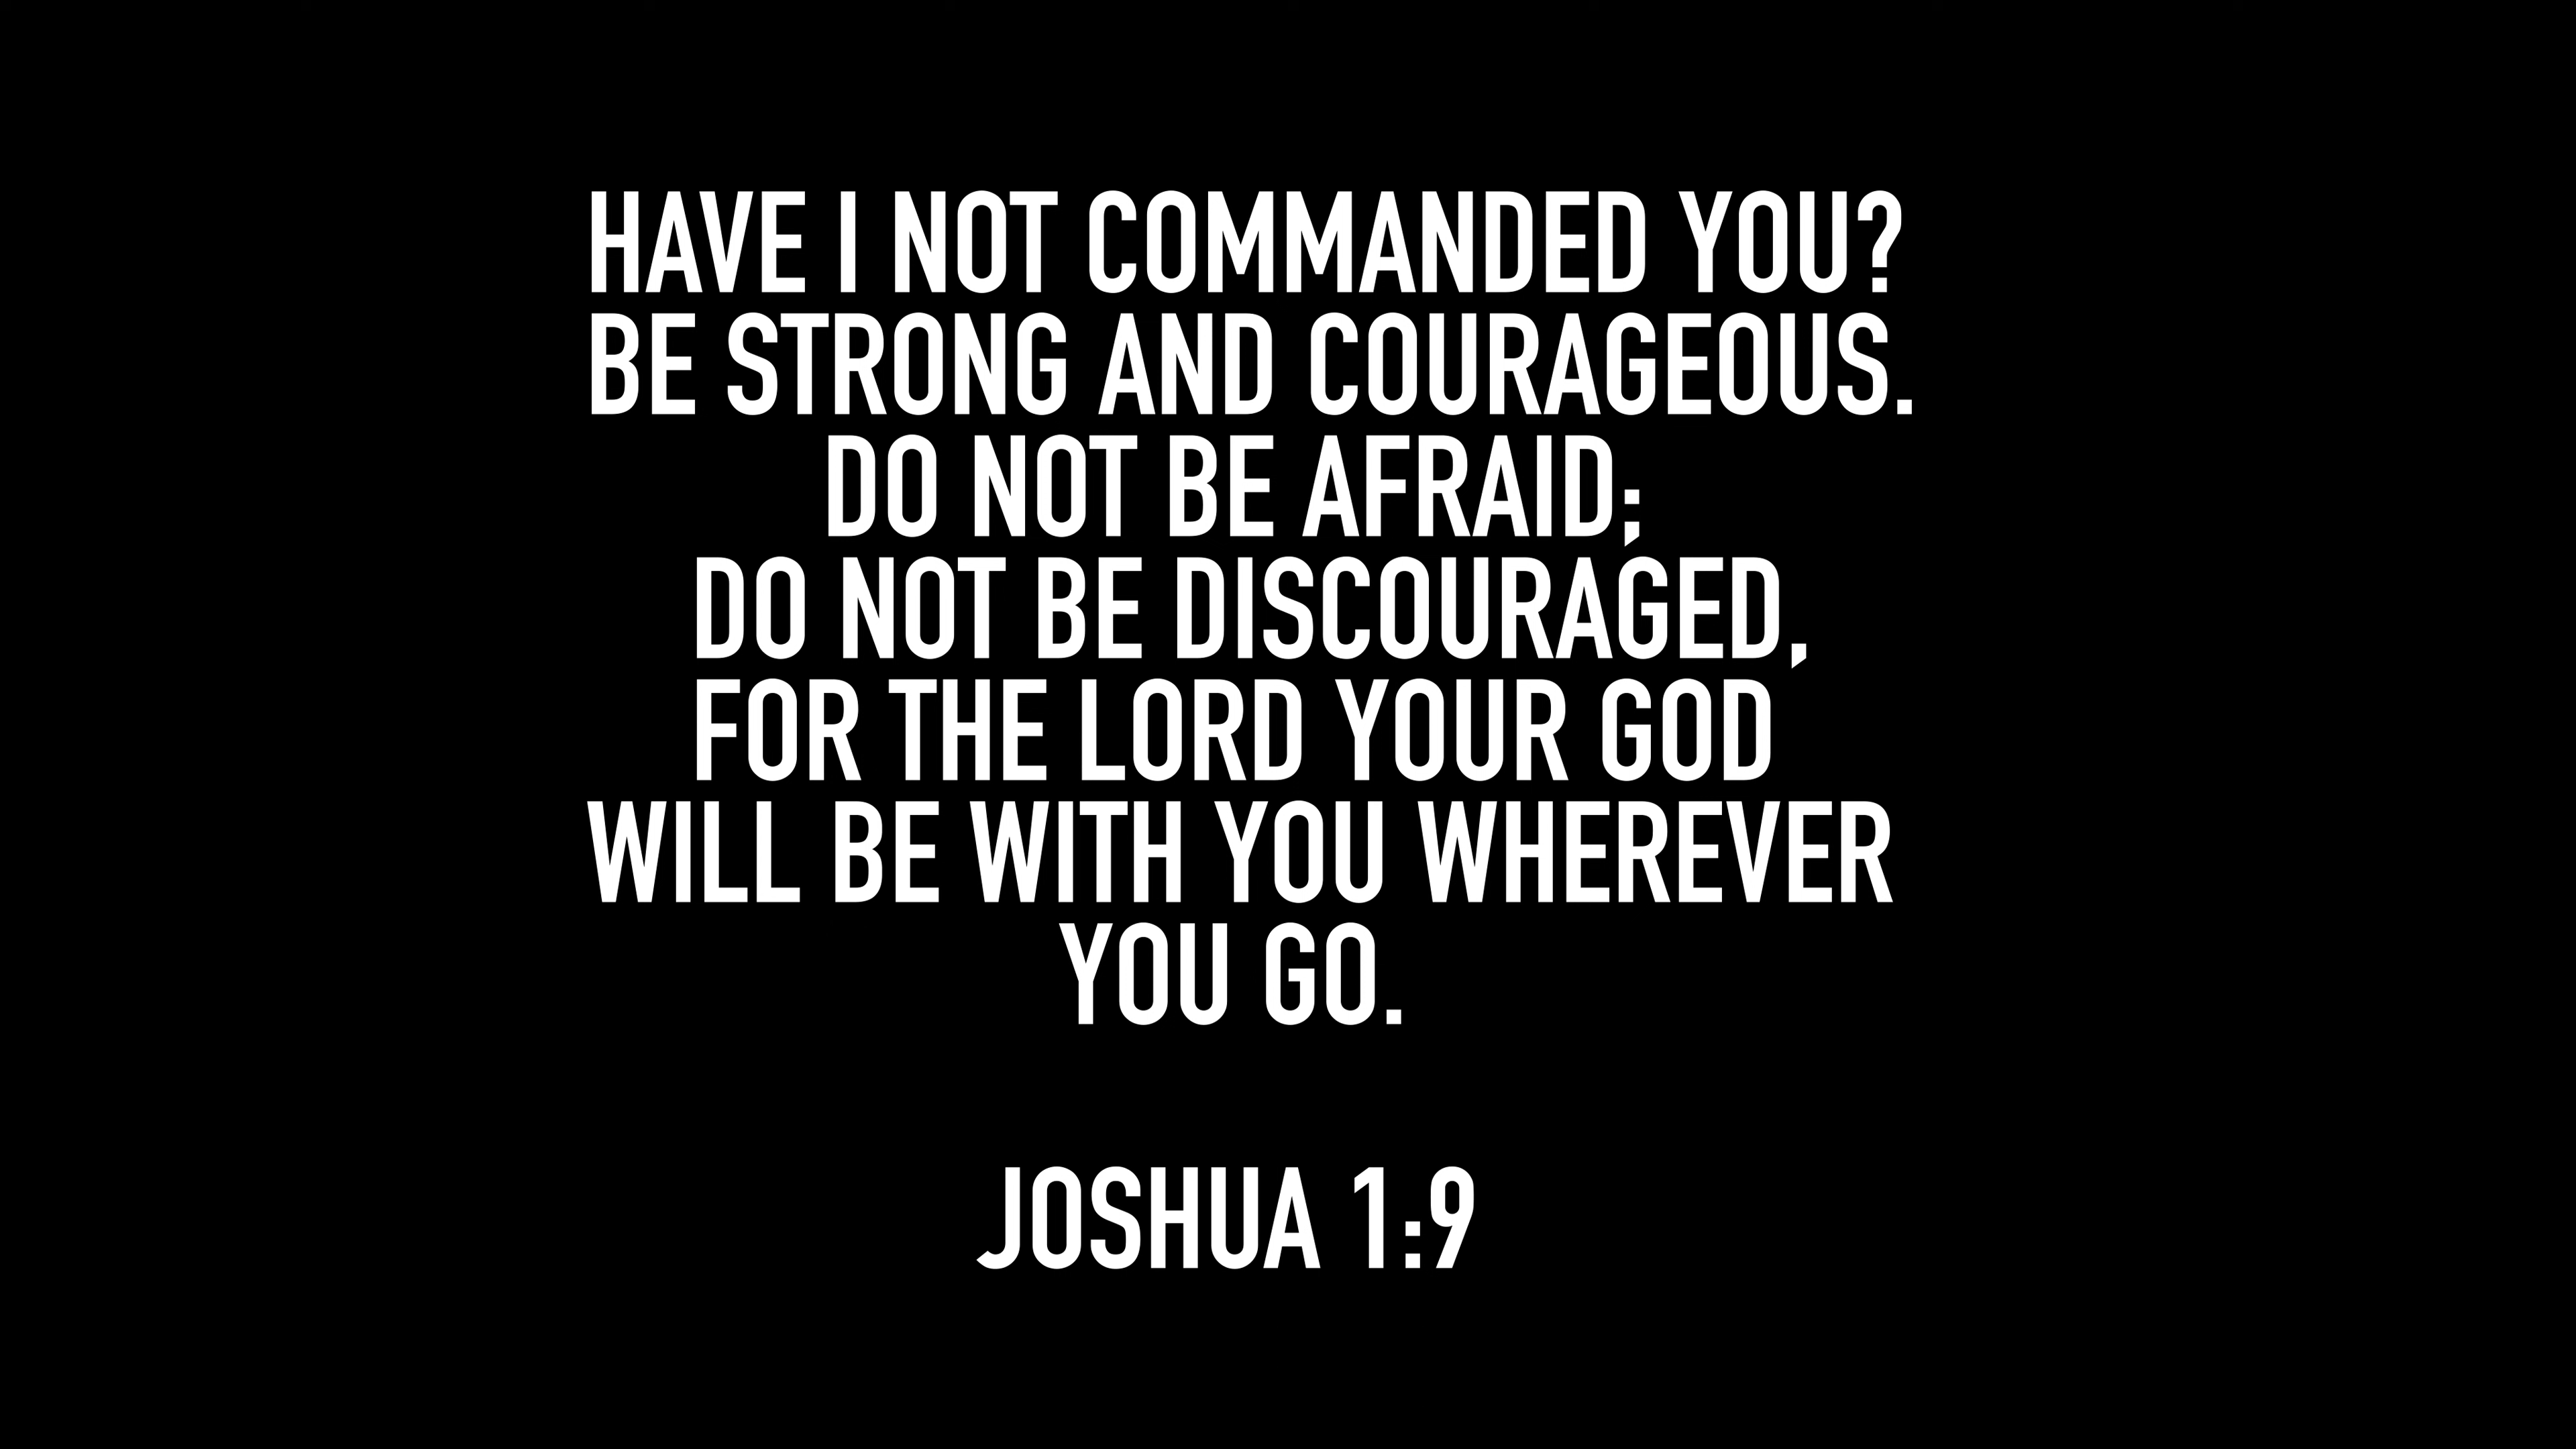 HAVE I NOT COMMANDED YOU?
BE STRONG AND COURAGEOUS.
DO NOT BE AFRAID;
DO NOT BE DISCOURAGED,
FOR THE LORD YOUR GOD
WILL BE WITH YOU WHEREVER
YOU GO.
JOSHUA 1:9